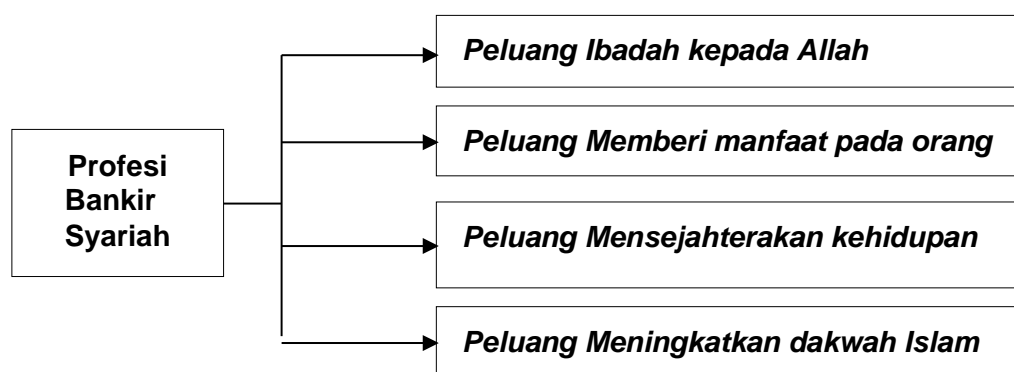 Profesi
Bankir
Syariah
Peluang Ibadah kepada Allah
Peluang Memberi manfaat pada orang
Peluang Mensejahterakan kehidupan
Peluang Meningkatkan dakwah Islam